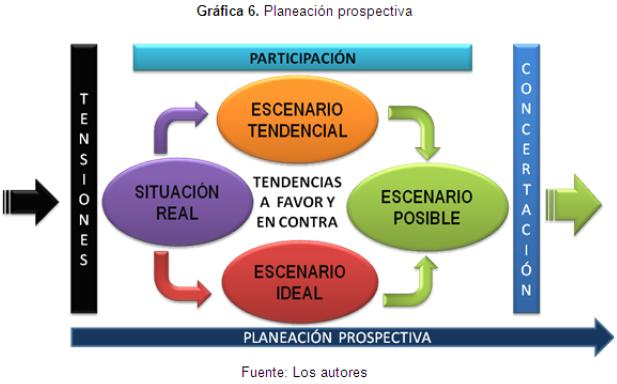 Gráfica 6. Planeación prospectiva
PARTICIPACIÓN
TENSIONES
ESCENARIO
TENDENCIAL
SITUACIÓN
REAL
TENDENCIAS
A FAVOR Y
EN CONTRA
ESCENARIO
POSIBLE
ESCENARIO
IDEAL
CONCERTACIÓN
PLANEACIÓN PROSPECTIVA
Fuente: Los autores